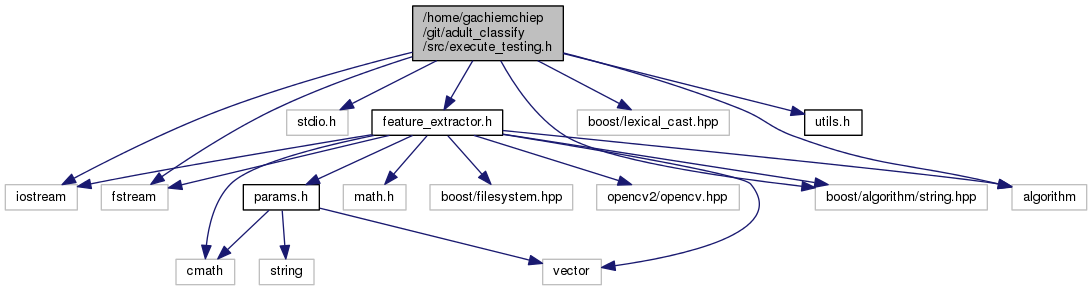 /home/gachiemchiep
/git/adult_classify
/src/execute_testing.h
stdio.h
feature_extractor.h
boost/lexical_cast.hpp
utils.h
iostream
fstream
params.h
math.h
boost/filesystem.hpp
opencv2/opencv.hpp
boost/algorithm/string.hpp
algorithm
cmath
string
vector